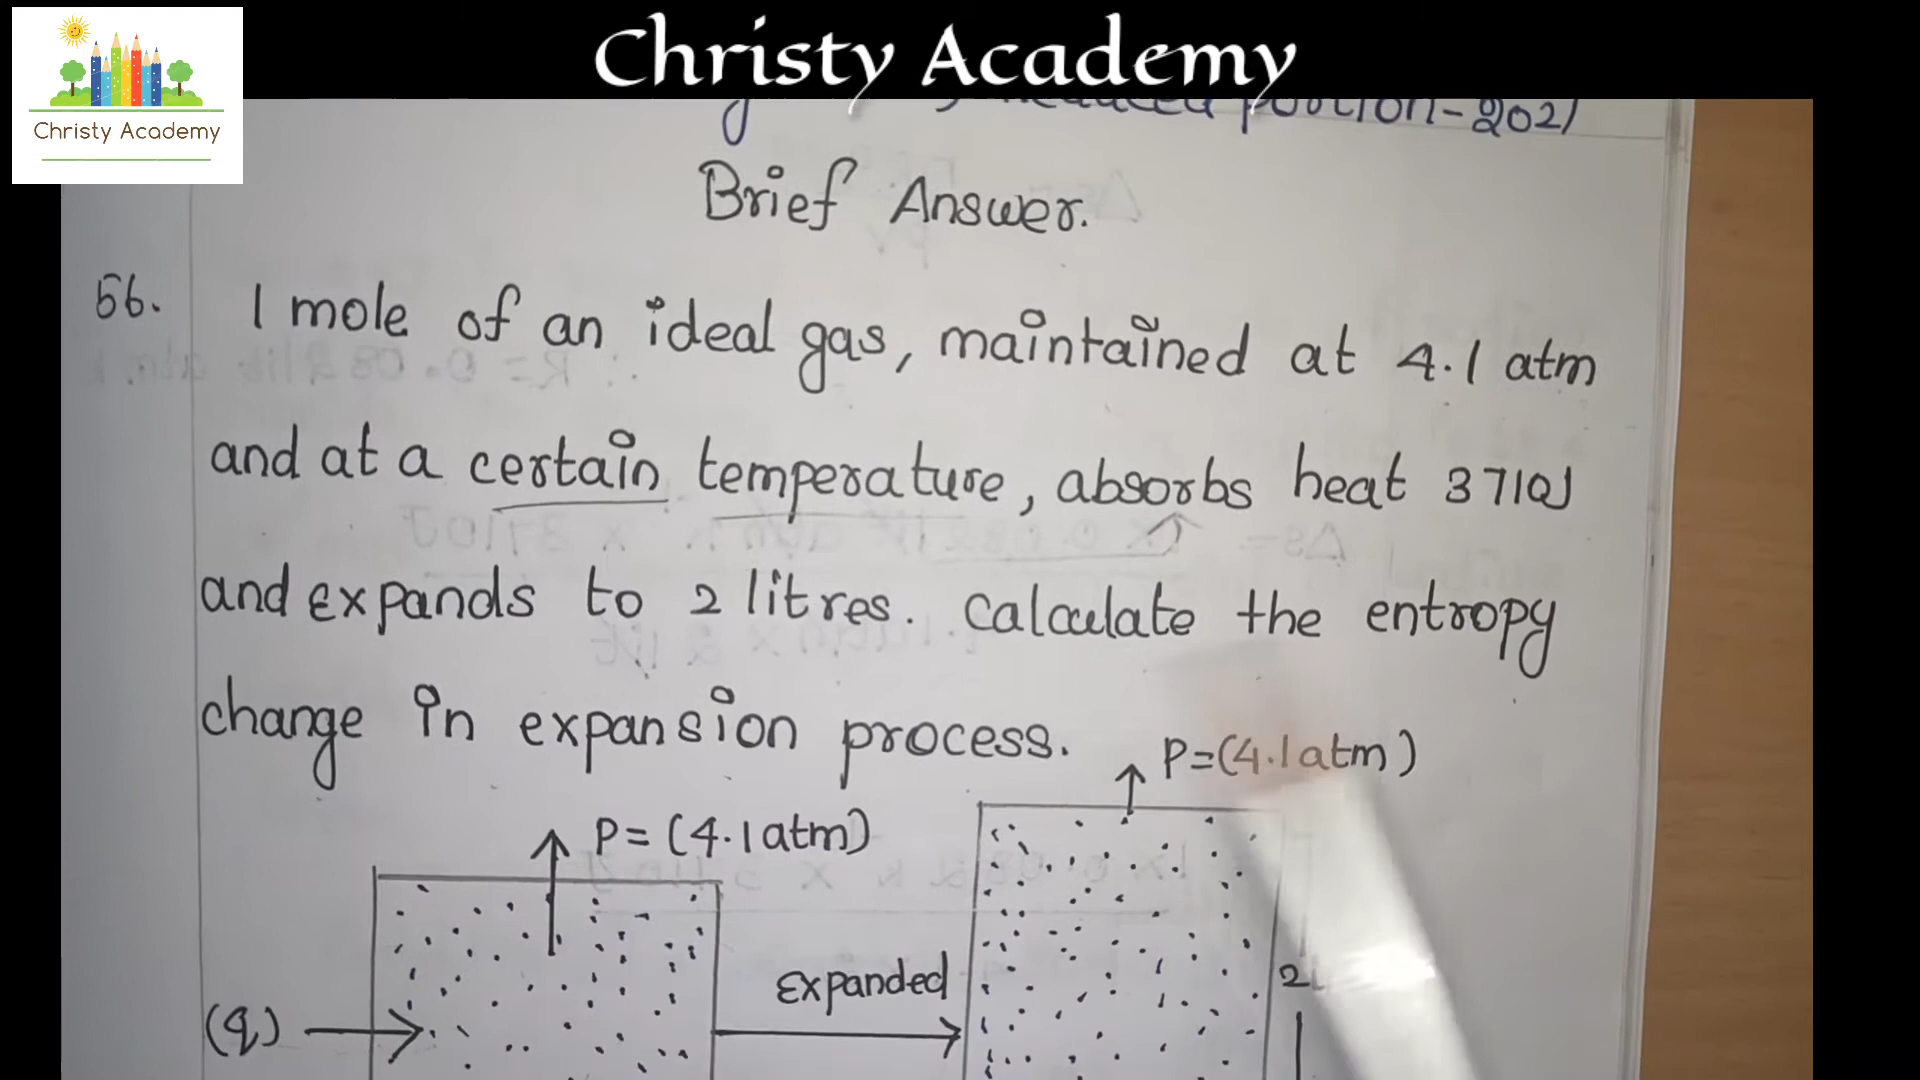 Christy Academy
Christy Academy
portion-2021
Brief Answer.
56. 1 mole of an ideal gas, maintained at 4.1 atm
and at a certain temperature, absorbs heat 3710J
and expands to 2 litres. Calculate the entropy
change in expansion process.
P=(4.1atm)
P=(4.1atm)
Expanded
(q)